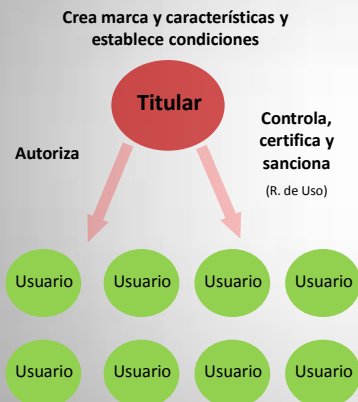 Crea marca y características y
establece condiciones
Titular
Autoriza
Controla,
certifica y
sanciona
(R. de Uso)
Usuario Usuario Usuario Usuario
Usuario Usuario Usuario Usuario